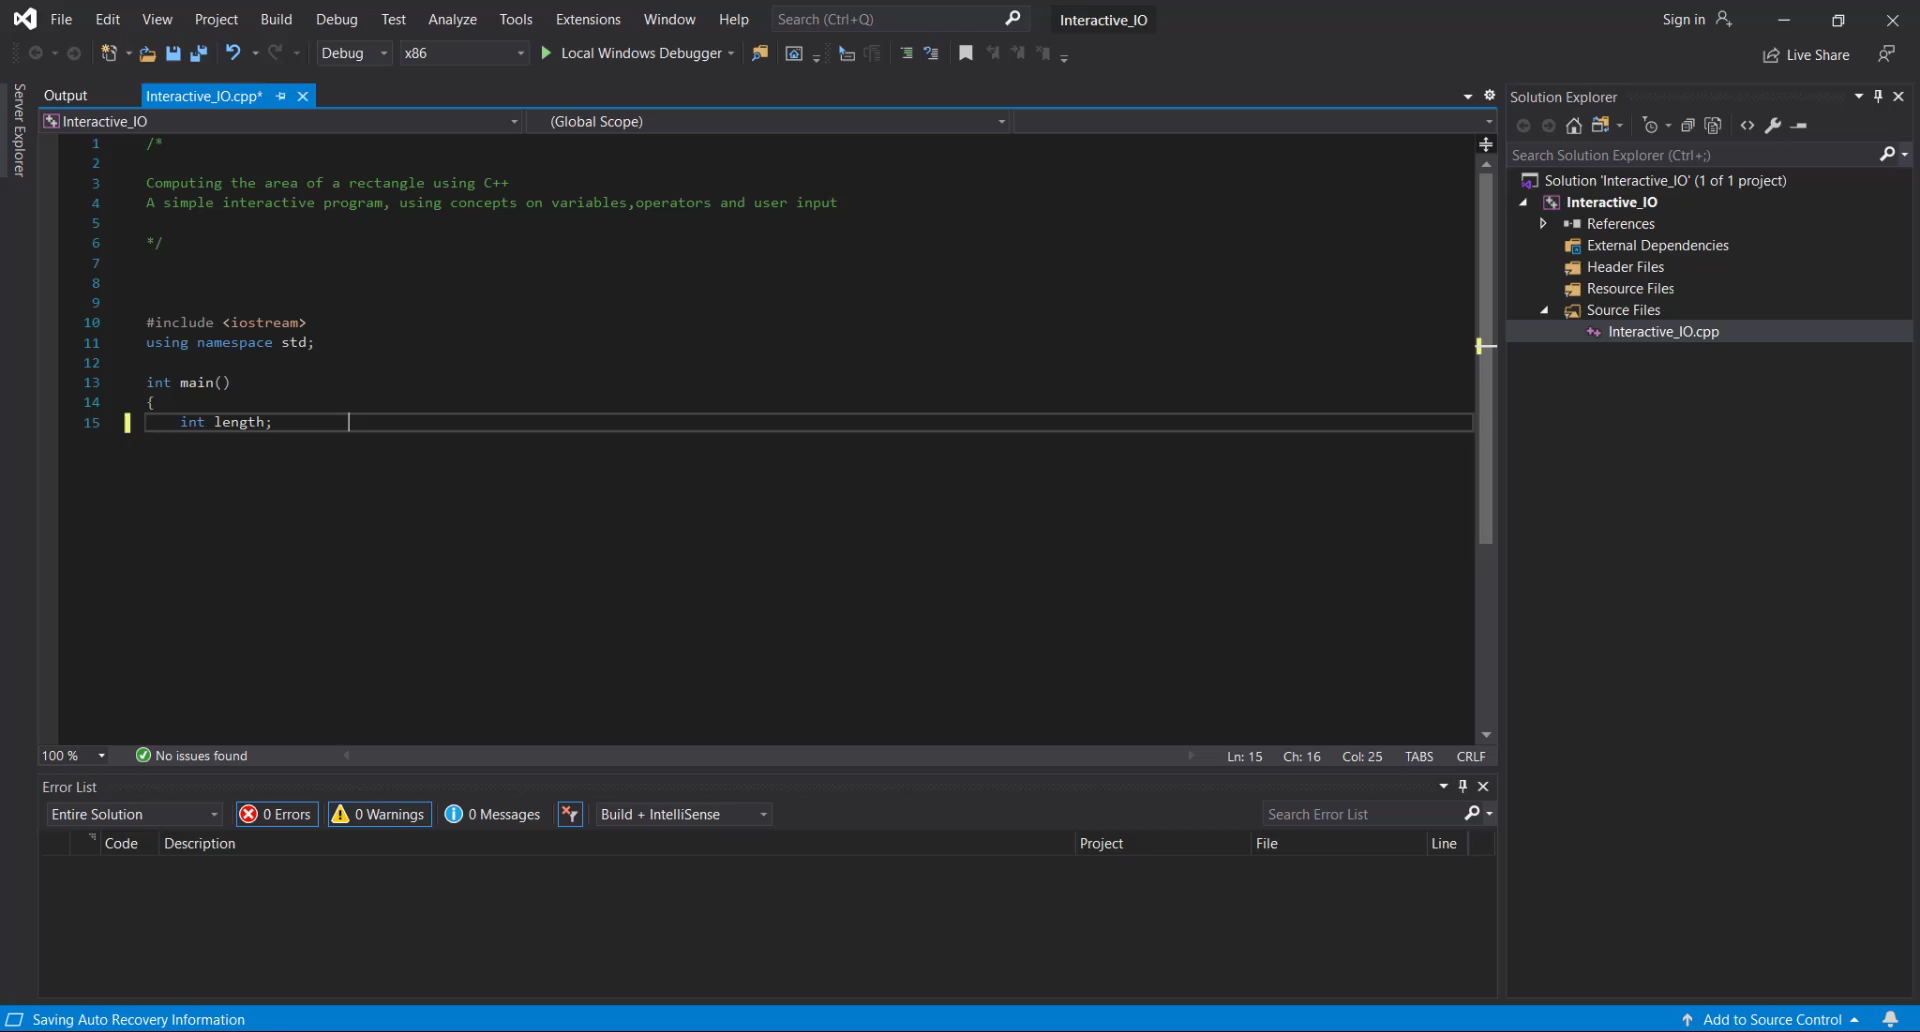 File Edit View Project Build Debug Test Analyze Tools Extensions Window Help Search (Ctrl+Q) Interactive_IO Sign in
Debug x86 Local Windows Debugger Live Share
Server Explorer
Output Interactive_IO.cpp*
Interactive_IO (Global Scope)
1 /*
2
3 Computing the area of a rectangle using C++
4 A simple interactive program, using concepts on variables,operators and user input
5
6 */
7
8
9
10 #include <iostream>
11 using namespace std;
12
13 int main()
14 {
15 int length;
100 % No issues found Ln: 15 Ch: 16 Col: 25 TABS CRLF
Error List
Entire Solution 0 Errors 0 Warnings 0 Messages Build + IntelliSense Search Error List
Code Description Project File Line
Solution Explorer
Search Solution Explorer (Ctrl+;)
Solution 'Interactive_IO' (1 of 1 project)
Interactive_IO
References
External Dependencies
Header Files
Resource Files
Source Files
Interactive_IO.cpp
Saving Auto Recovery Information Add to Source Control